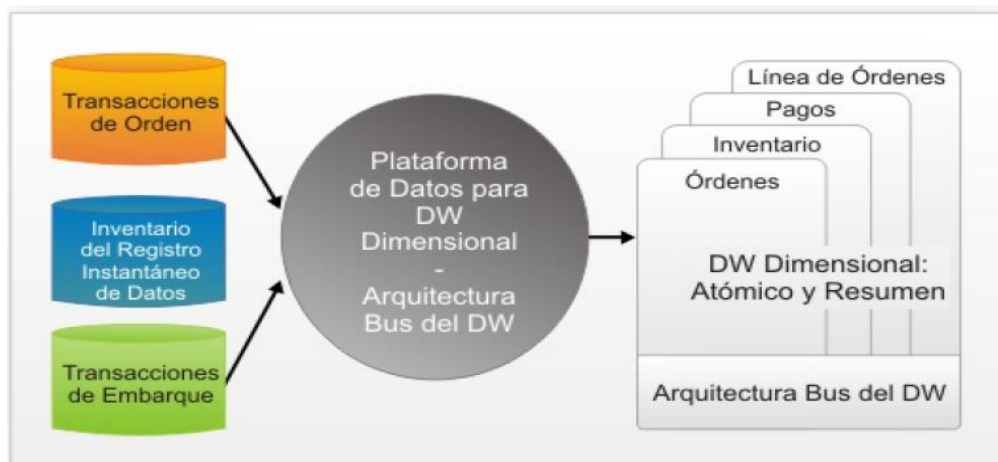 Transacciones
de Orden
Inventario
del Registro
Instantáneo
de Datos
Transacciones
de Embarque
Plataforma
de Datos para
DW
Dimensional
-
Arquitectura
Bus del DW
Línea de Órdenes
Pagos
Inventario
Órdenes
DW Dimensional:
Atómico y Resumen
Arquitectura Bus del DW